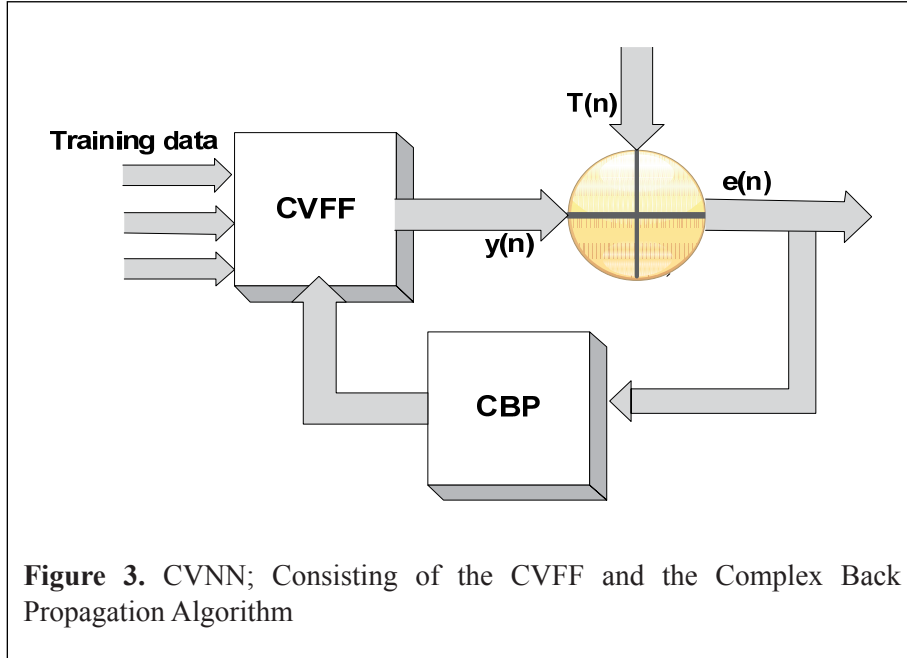 T(n)
Training data
e(n)
CVFF
y(n)
CBP
Figure 3. CVNN; Consisting of the CVFF and the Complex Back
Propagation Algorithm